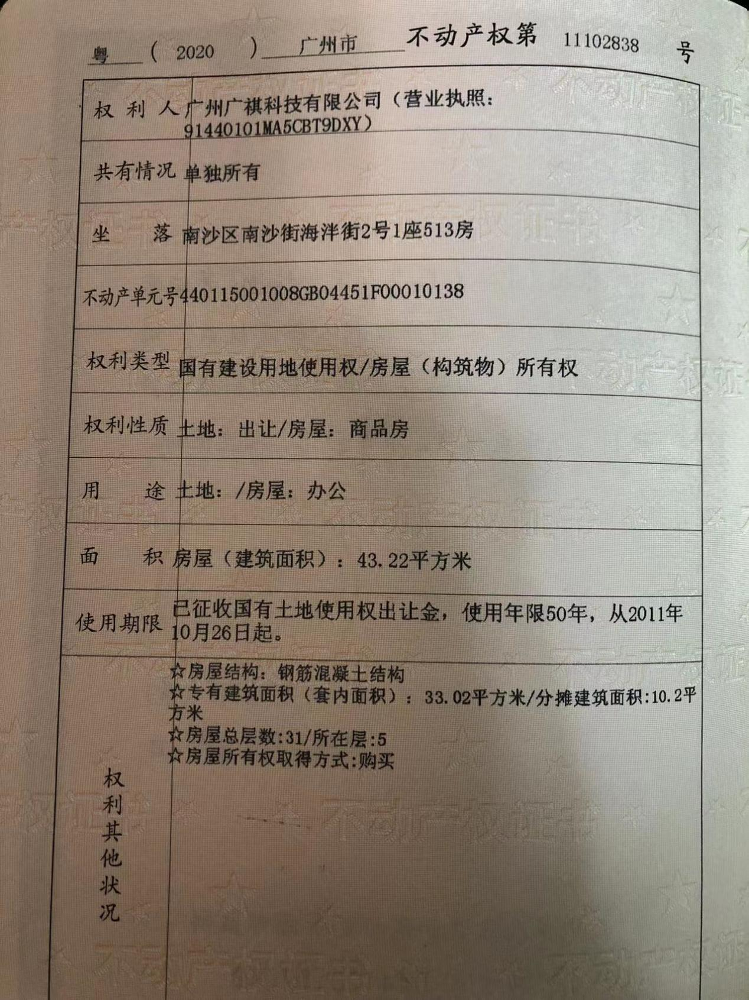 粤（2020）广州市 不动产权第 11102838 号
权利人 广州广祺科技有限公司（营业执照：
91440101MA5CBT9DXY）
共有情况 单独所有
坐落 南沙区南沙街海泮街2号1座513房
不动产单元号 440115001008GB04451F00010138
权利类型 国有建设用地使用权/房屋（构筑物）所有权
权利性质 土地：出让/房屋：商品房
用途 土地：/房屋：办公
面积 房屋（建筑面积）：43.22平方米
使用期限 已征收国有土地使用权出让金，使用年限50年，从2011年
10月26日起。
权利其他状况
☆房屋结构：钢筋混凝土结构
☆专有建筑面积（套内面积）：33.02平方米/分摊建筑面积:10.2平
方米
☆房屋总层数:31/所在层:5
☆房屋所有权取得方式:购买